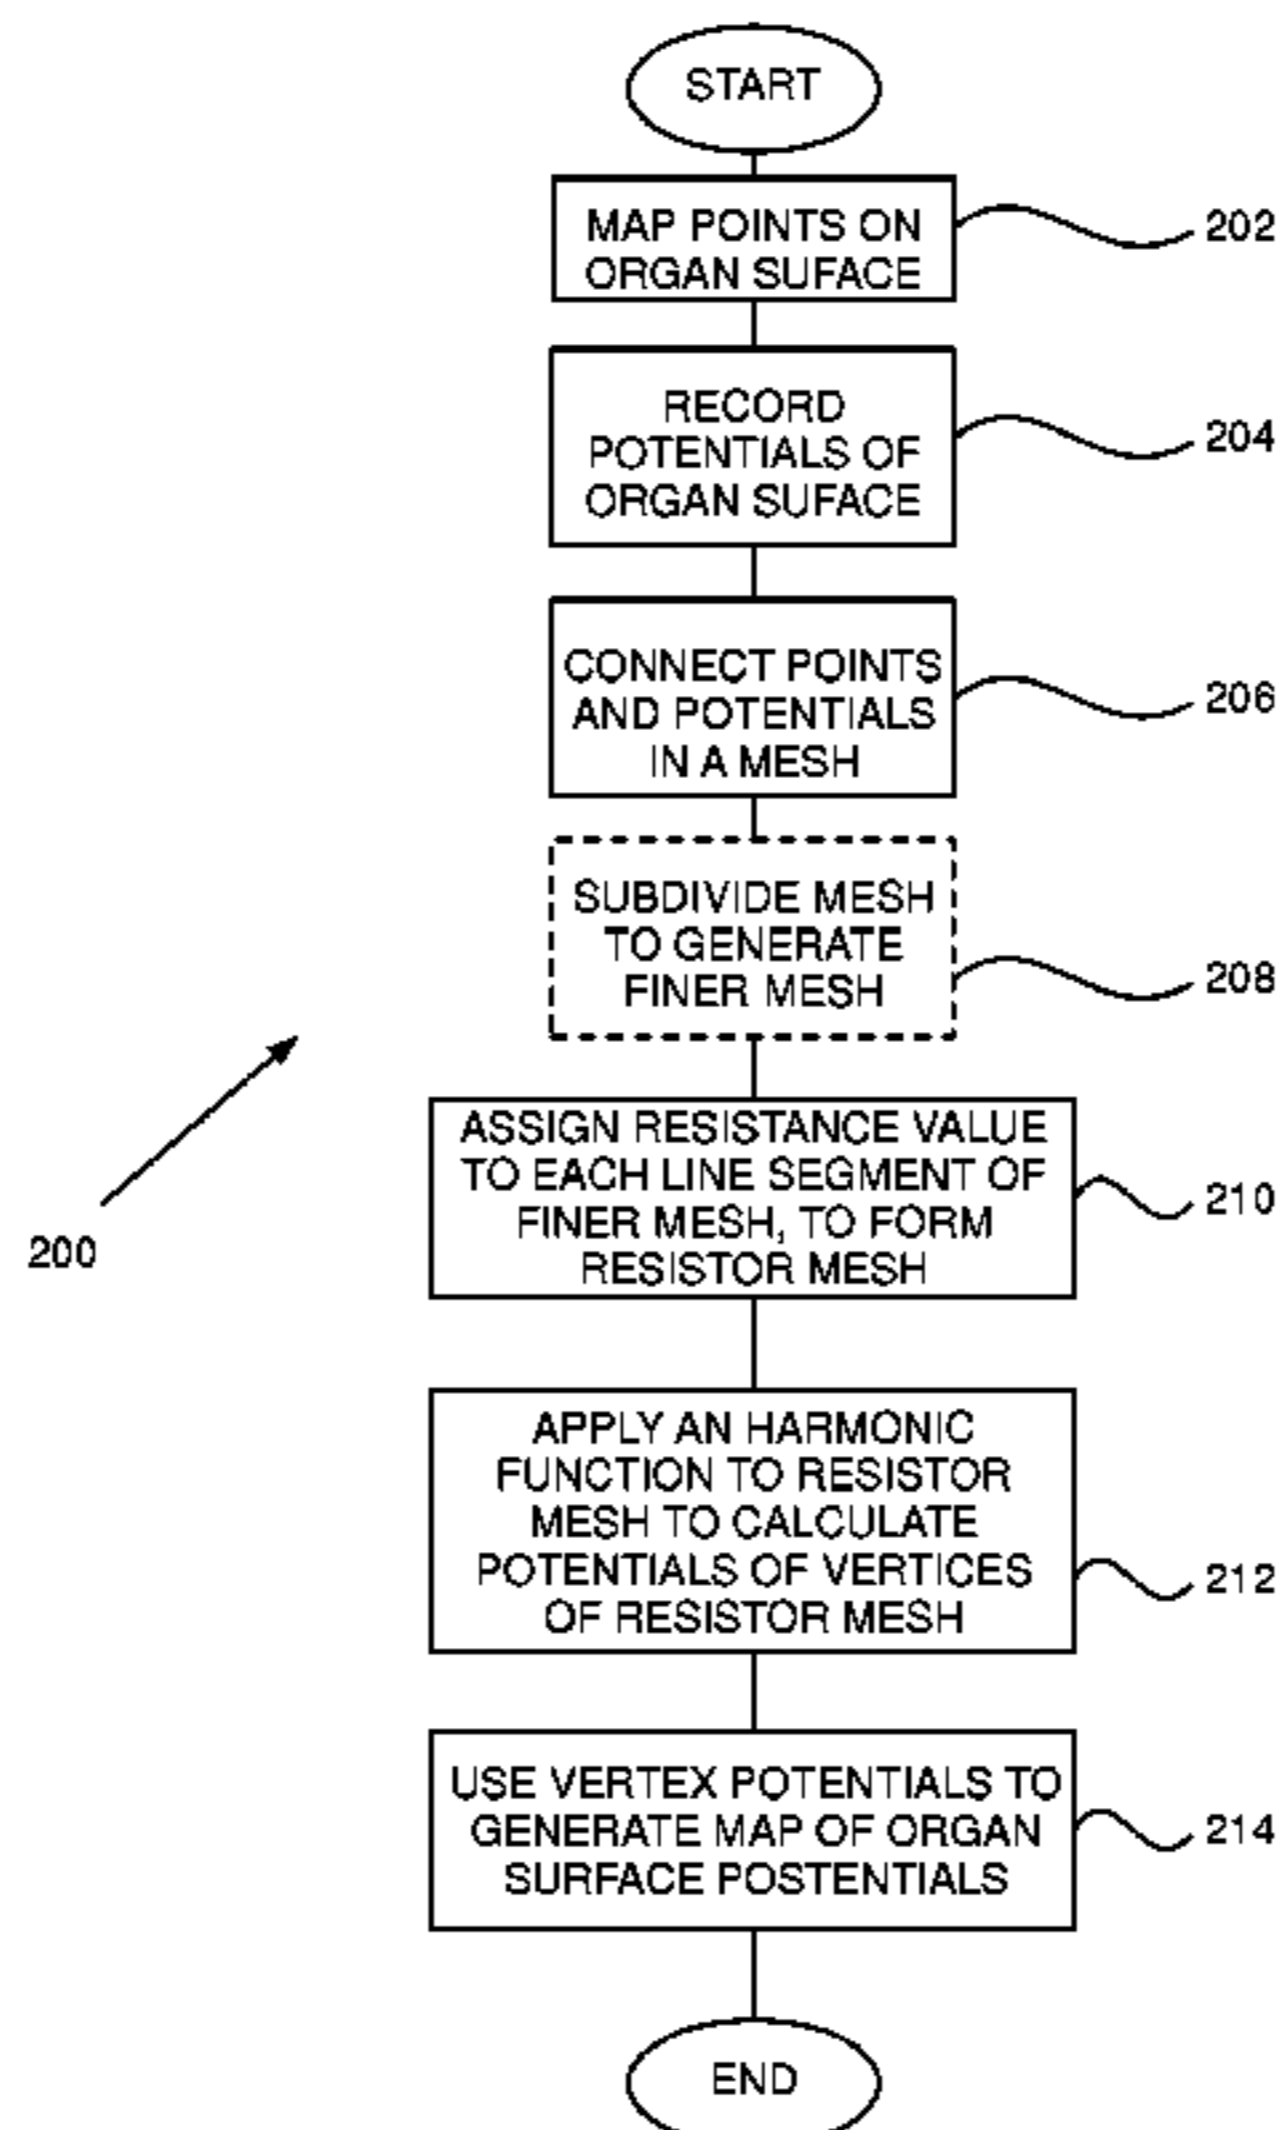 START
MAP POINTS ON
ORGAN SUFACE
202
RECORD
POTENTIALS OF
ORGAN SUFACE
204
CONNECT POINTS
AND POTENTIALS
IN A MESH
206
SUBDIVIDE MESH
TO GENERATE
FINER MESH
208
200
ASSIGN RESISTANCE VALUE
TO EACH LINE SEGMENT OF
FINER MESH, TO FORM
RESISTOR MESH
210
APPLY AN HARMONIC
FUNCTION TO RESISTOR
MESH TO CALCULATE
POTENTIALS OF VERTICES
OF RESISTOR MESH
212
USE VERTEX POTENTIALS TO
GENERATE MAP OF ORGAN
SURFACE POSTENTIALS
214
END